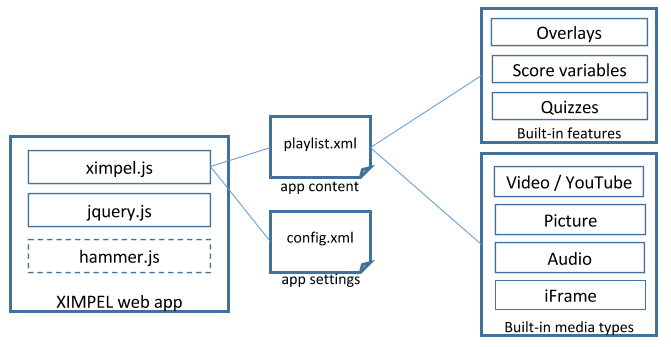 ximpel.js
jquery.js
hammer.js
XIMPEL web app
playlist.xml
app content
config.xml
app settings
Overlays
Score variables
Quizzes
Built-in features
Video / YouTube
Picture
Audio
iFrame
Built-in media types